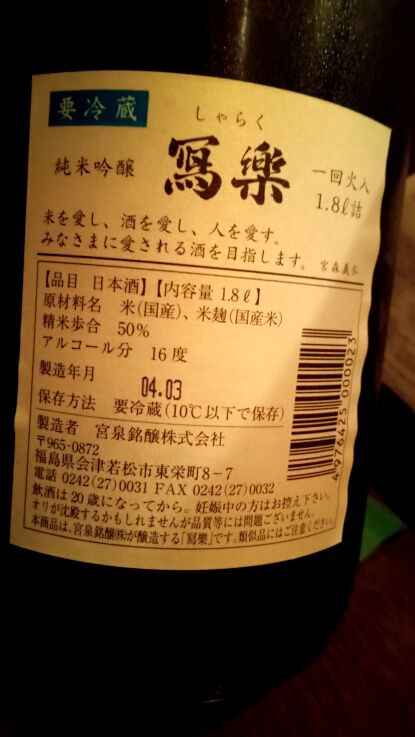 要冷蔵
しゃらく
純米吟醸
寫樂
一回火入
1.8ℓ詰
米を愛し、酒を愛し、人を愛す。
みなさまに愛される酒を目指します。 宮森義弘
【品目 日本酒】【内容量 1.8ℓ】
原材料名 米(国産)、米麹(国産米)
精米歩合 50%
アルコール分 16度
製造年月 04.03
保存方法 要冷蔵(10℃以下で保存)
製造者 宮泉銘醸株式会社
〒965-0872
福島県会津若松市東栄町8-7
電話 0242(27)0031 FAX 0242(27)0032
飲酒は20歳になってから。妊娠中の方はお控え下さい。
オリが沈殿するかもしれませんが品質等には問題ございません。
本商品は、宮泉銘醸㈱が醸造する「寫樂」です。類似品にはご注意ください。
4976425000023